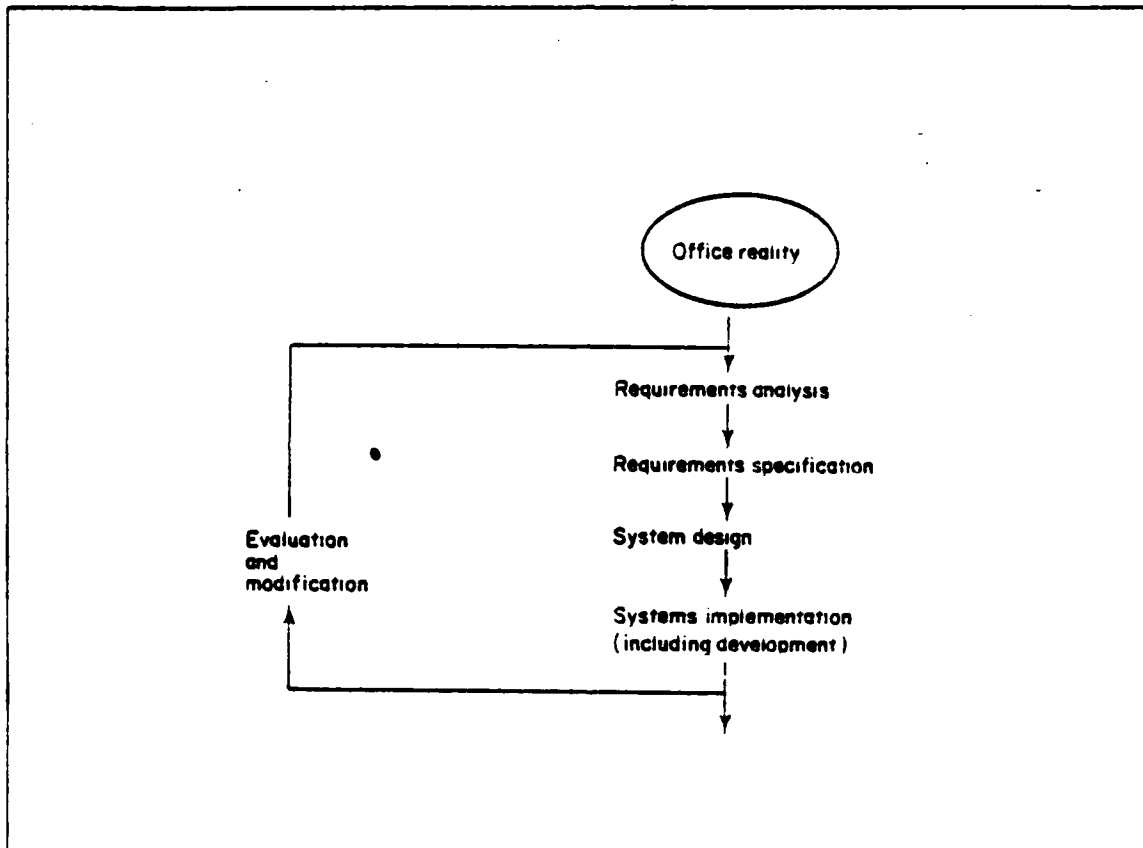 Office reality
Requirements analysis
Requirements specification
System design
Systems implementation
(including development)
Evaluation
and
modification